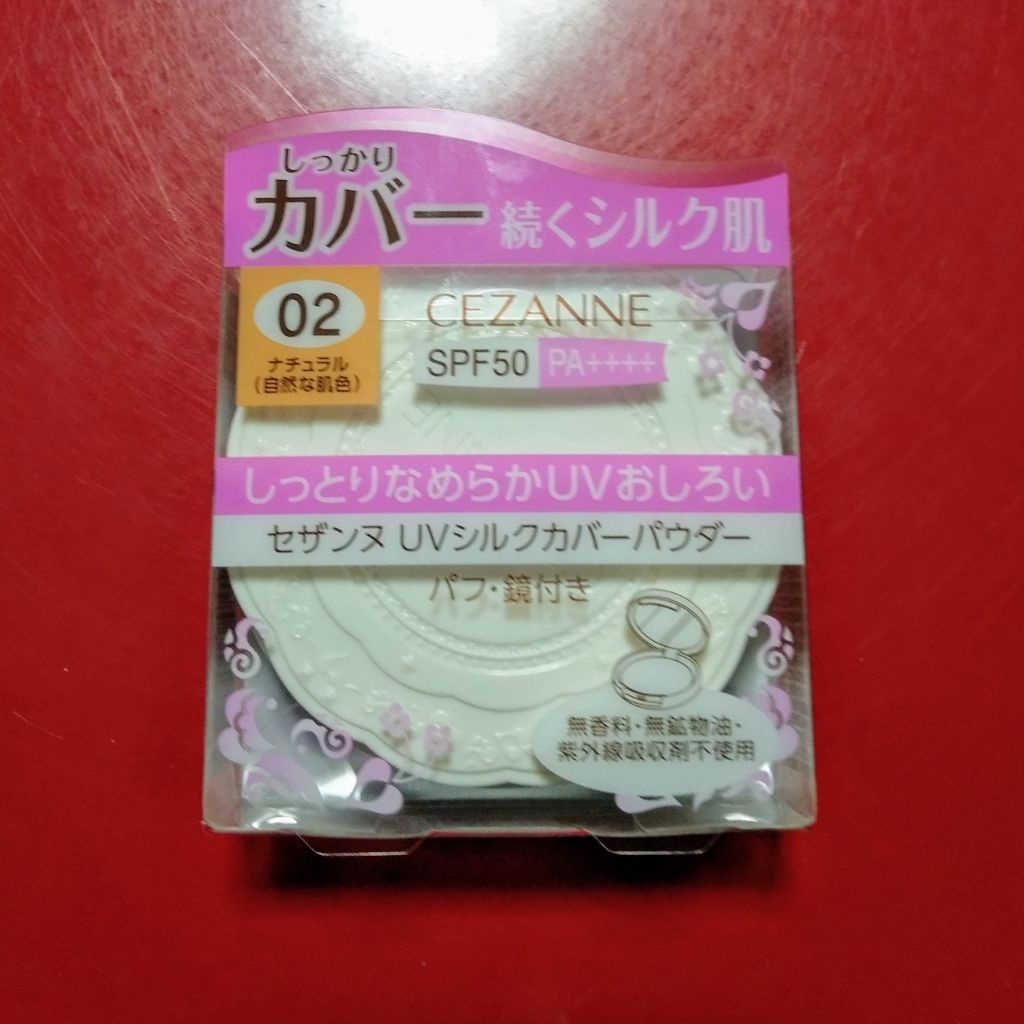 しっかり
カバー 続くシルク肌
02
ナチュラル
(自然な肌色)
CEZANNE
SPF50 PA++++
しっとりなめらかUVおしろい
セザンヌ UVシルクカバーパウダー
パフ・鏡付き
無香料・無鉱物油・
紫外線吸収剤不使用